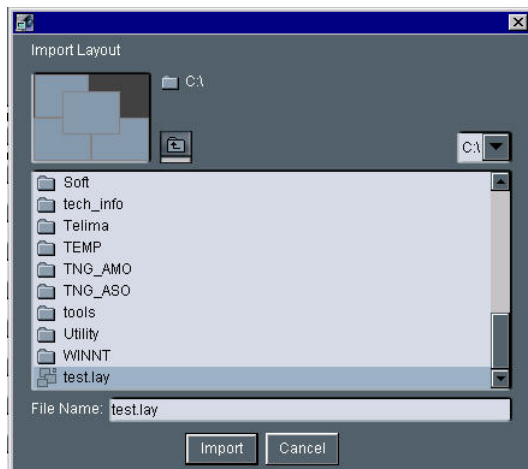 Import Layout
C:\
C:\
Soft
tech_info
Telima
TEMP
TNG_AMO
TNG_ASO
tools
Utility
WINNT
test.lay
File Name: test.lay
Import Cancel